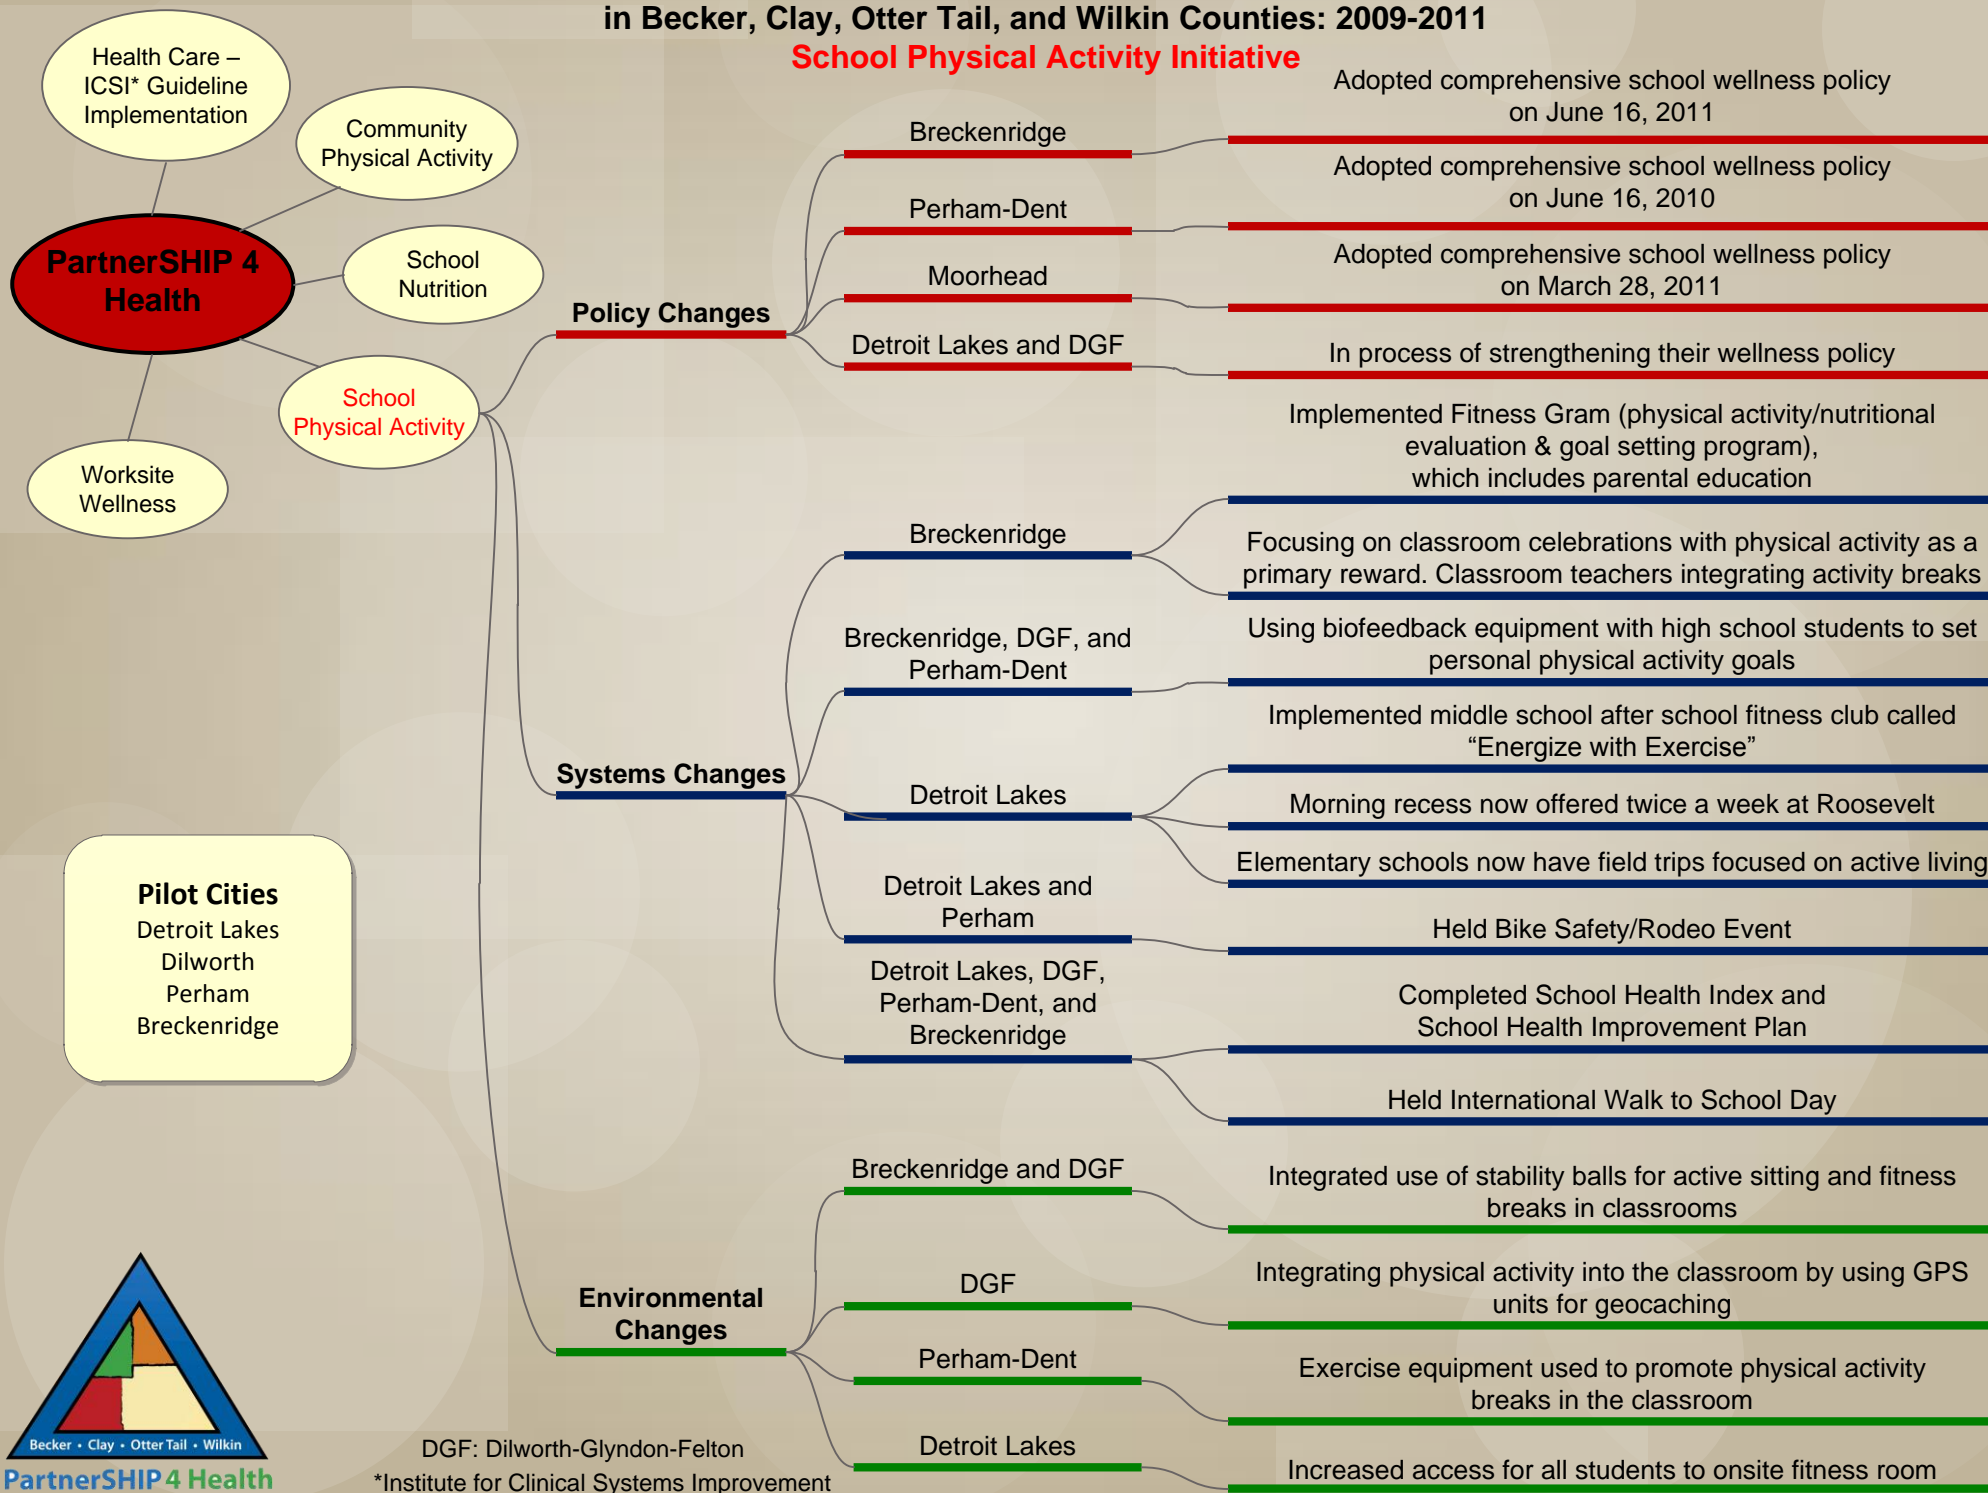 in Becker, Clay, Otter Tail, and Wilkin Counties: 2009-2011
School Physical Activity Initiative
Health Care –
ICSI* Guideline
Implementation
Community
Physical Activity
PartnerSHIP 4
Health
School
Nutrition
School
Physical Activity
Worksite
Wellness
Policy Changes
Breckenridge
Adopted comprehensive school wellness policy
on June 16, 2011
Perham-Dent
Adopted comprehensive school wellness policy
on June 16, 2010
Moorhead
Adopted comprehensive school wellness policy
on March 28, 2011
Detroit Lakes and DGF
In process of strengthening their wellness policy
Systems Changes
Breckenridge
Implemented Fitness Gram (physical activity/nutritional
evaluation & goal setting program),
which includes parental education
Focusing on classroom celebrations with physical activity as a
primary reward. Classroom teachers integrating activity breaks
Breckenridge, DGF, and
Perham-Dent
Using biofeedback equipment with high school students to set
personal physical activity goals
Detroit Lakes
Implemented middle school after school fitness club called
“Energize with Exercise”
Morning recess now offered twice a week at Roosevelt
Elementary schools now have field trips focused on active living
Detroit Lakes and
Perham
Held Bike Safety/Rodeo Event
Detroit Lakes, DGF,
Perham-Dent, and
Breckenridge
Completed School Health Index and
School Health Improvement Plan
Held International Walk to School Day
Environmental
Changes
Breckenridge and DGF
Integrated use of stability balls for active sitting and fitness
breaks in classrooms
DGF
Integrating physical activity into the classroom by using GPS
units for geocaching
Perham-Dent
Exercise equipment used to promote physical activity
breaks in the classroom
Detroit Lakes
Increased access for all students to onsite fitness room
Pilot Cities
Detroit Lakes
Dilworth
Perham
Breckenridge
Becker • Clay • Otter Tail • Wilkin
PartnerSHIP 4 Health
DGF: Dilworth-Glyndon-Felton
*Institute for Clinical Systems Improvement